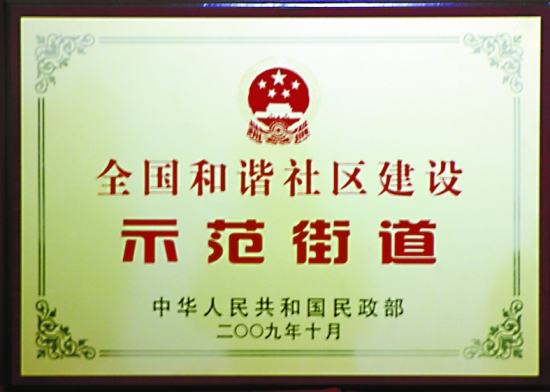 全国和谐社区建设
示范街道
中华人民共和国民政部
二〇〇九年十月